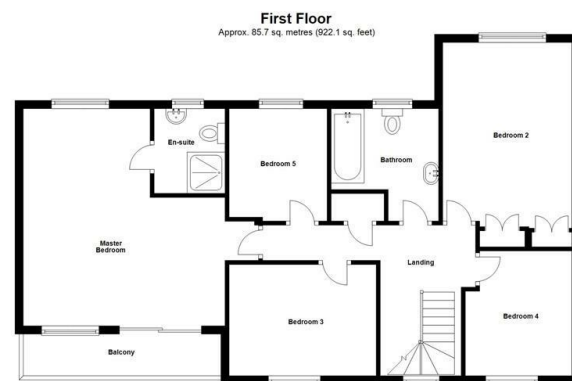 First Floor
Approx. 85.7 sq. metres (922.1 sq. feet)
Bedroom 2
En-suite
Bedroom 5
Bathroom
Master
Bedroom
Landing
Bedroom 3
Bedroom 4
Balcony